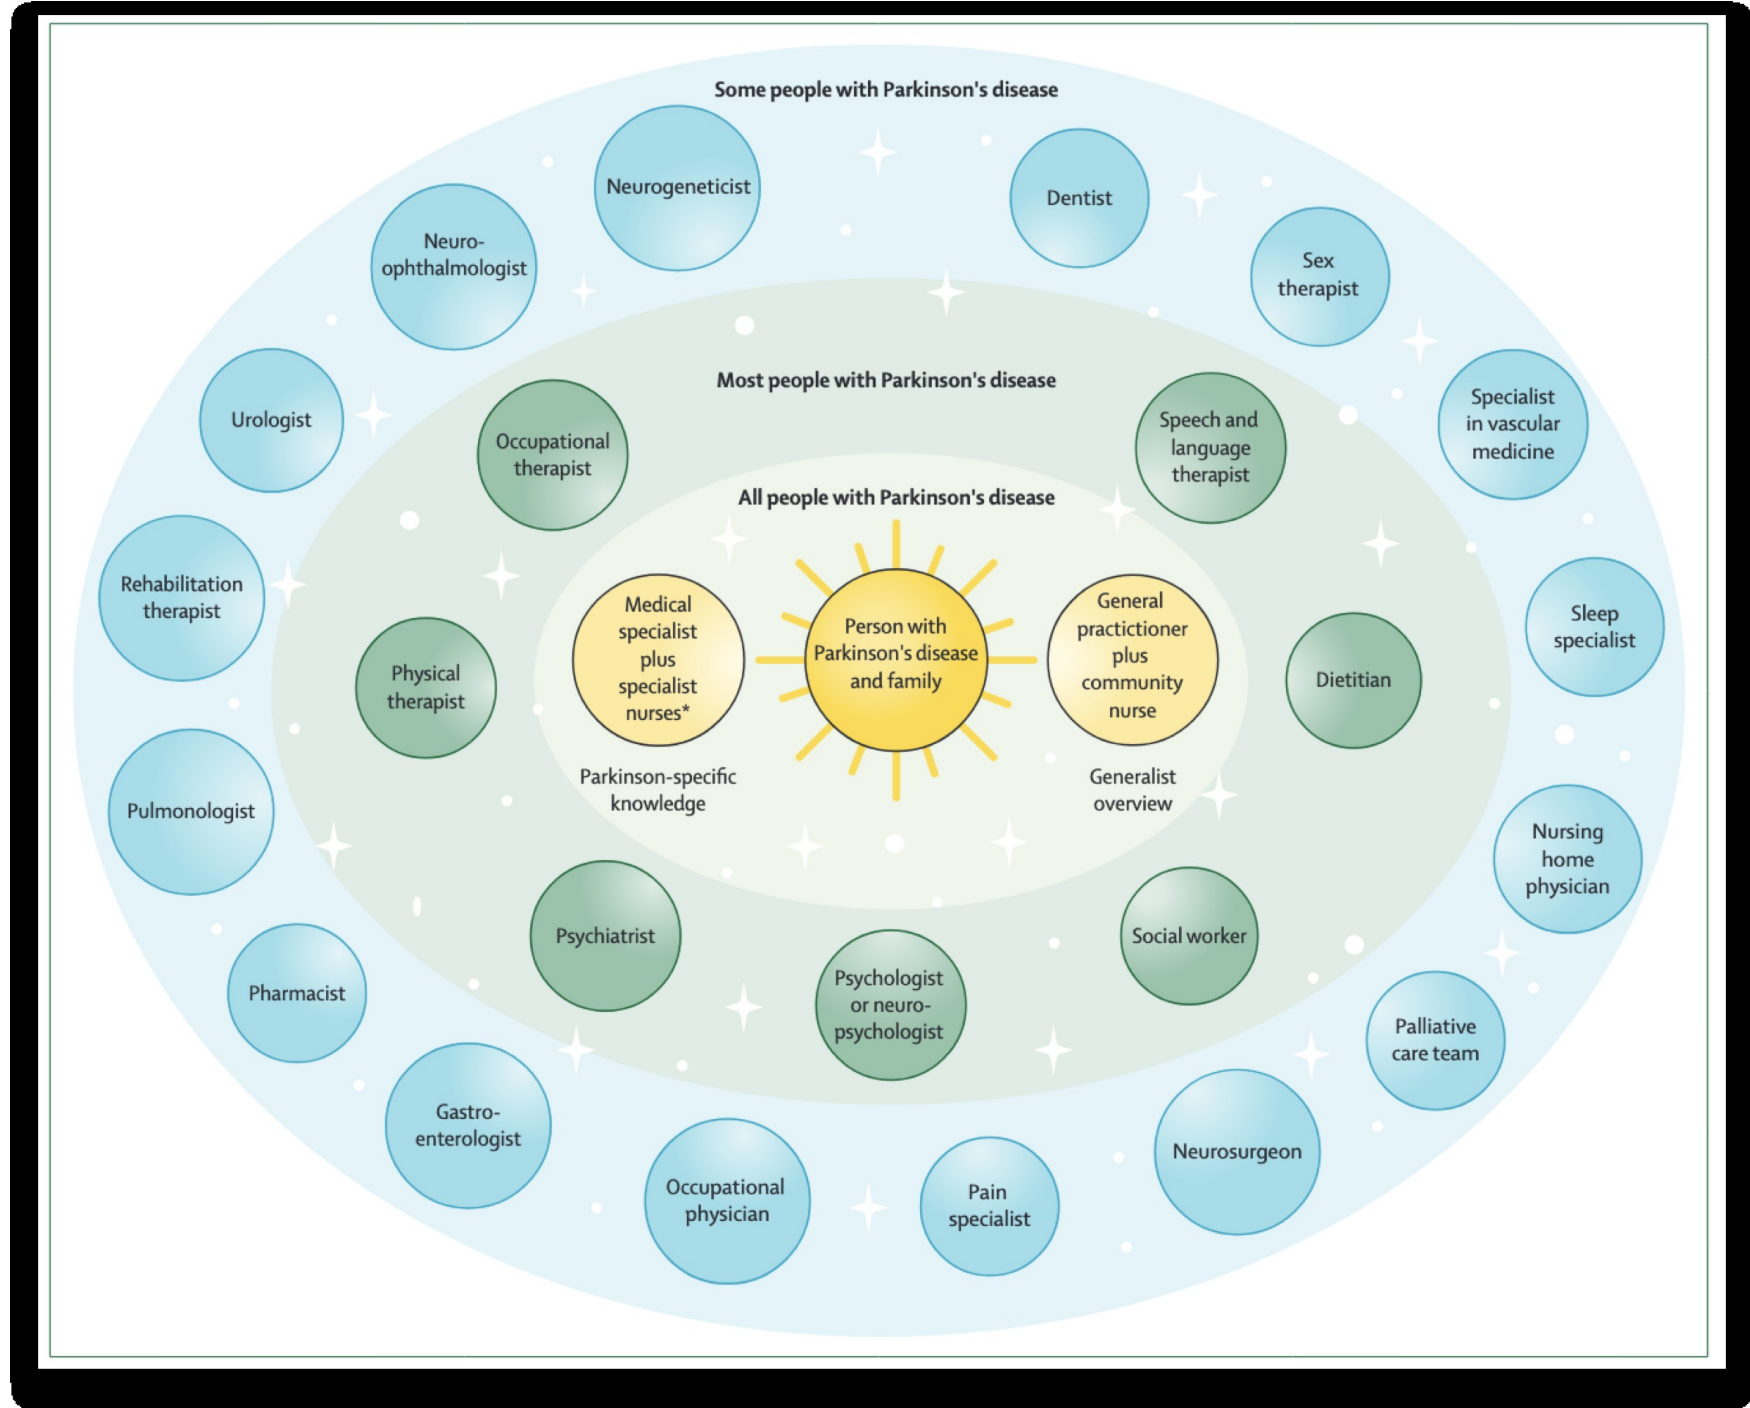 Some people with Parkinson's disease
Neurogeneticist
Dentist
Neuro-
ophthalmologist
Sex
therapist
Urologist
Specialist
in vascular
medicine
Rehabilitation
therapist
Sleep
specialist
Pulmonologist
Nursing
home
physician
Pharmacist
Palliative
care team
Gastro-
enterologist
Neurosurgeon
Occupational
physician
Pain
specialist
Most people with Parkinson's disease
Occupational
therapist
Speech and
language
therapist
Physical
therapist
Dietitian
Psychiatrist
Social worker
Psychologist
or neuro-
psychologist
All people with Parkinson's disease
Medical
specialist
plus
specialist
nurses*
Parkinson-specific
knowledge
Person with
Parkinson's disease
and family
General
practictioner
plus
community
nurse
Generalist
overview